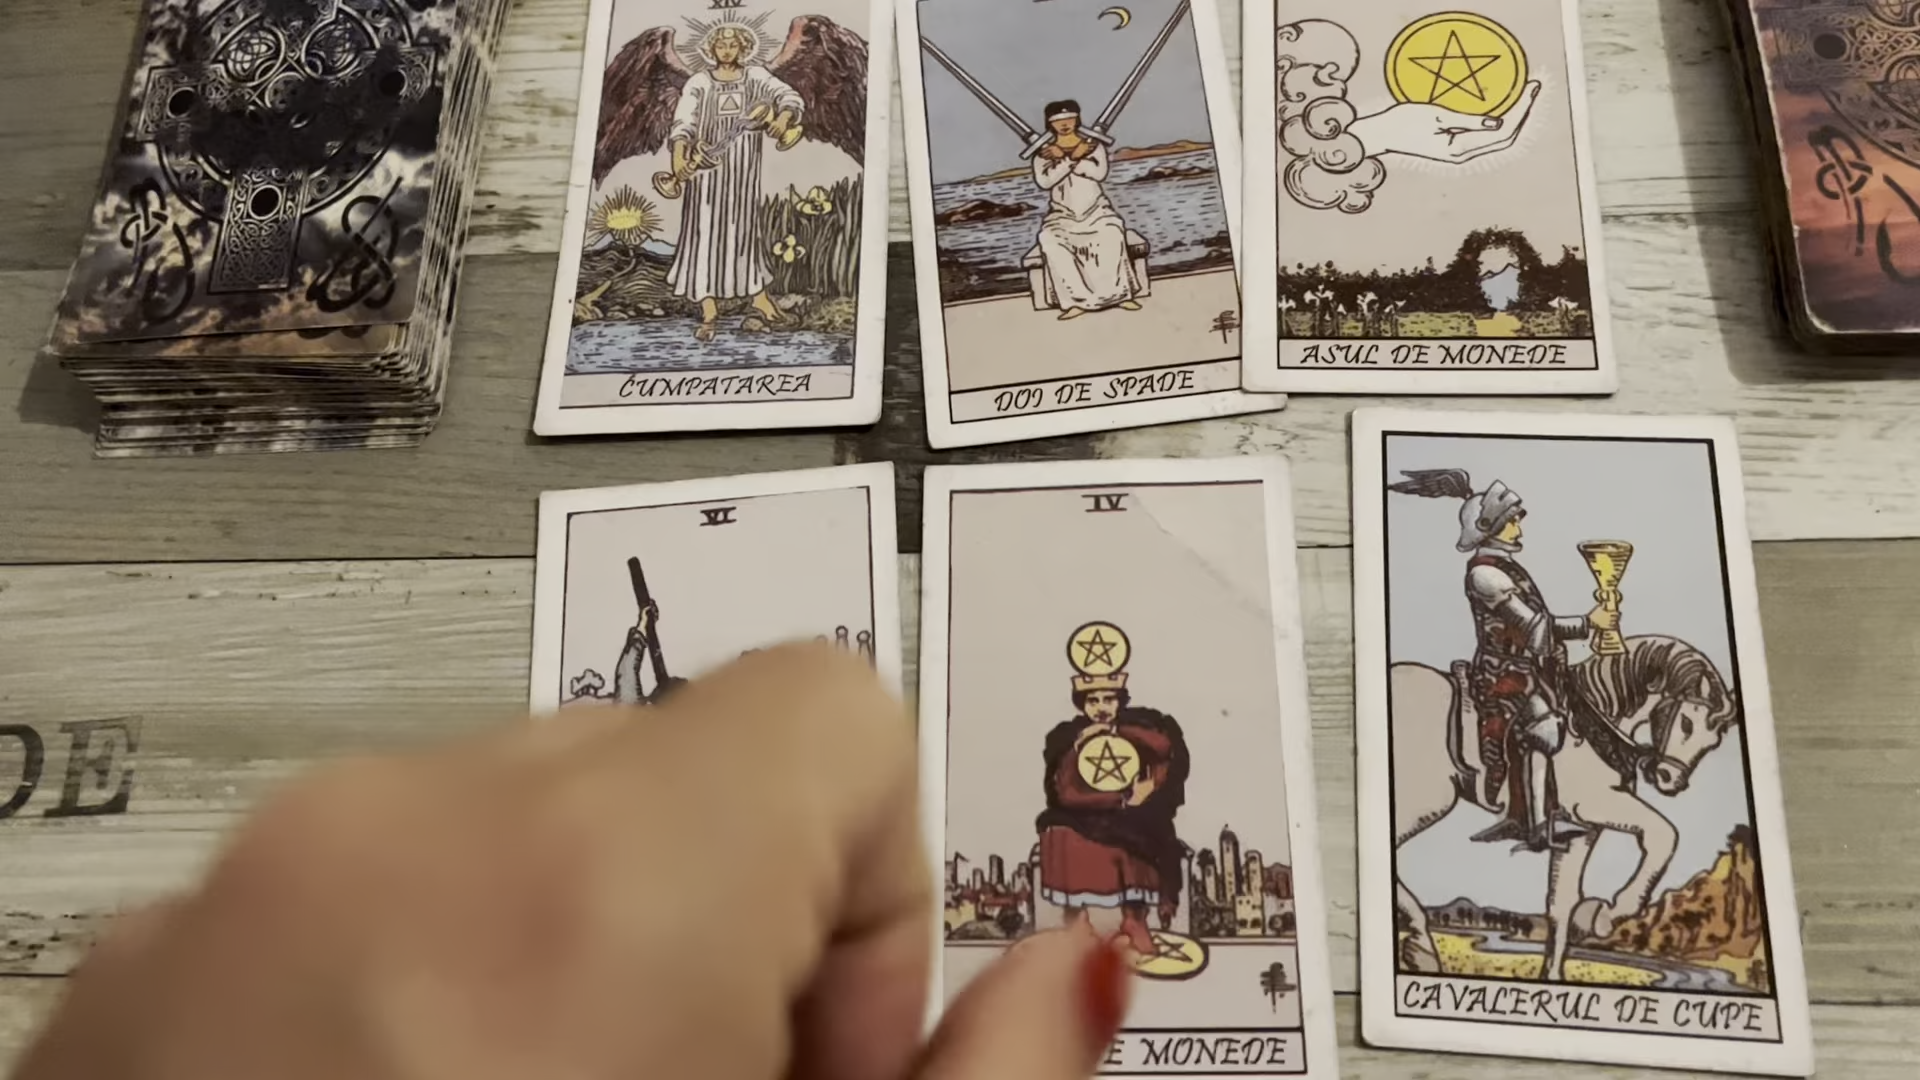 XIV
CUMPATAREA
DOI DE SPADE
ASUL DE MONEDE
VI
IV
DE
E MONEDE
CAVALERUL DE CUPE